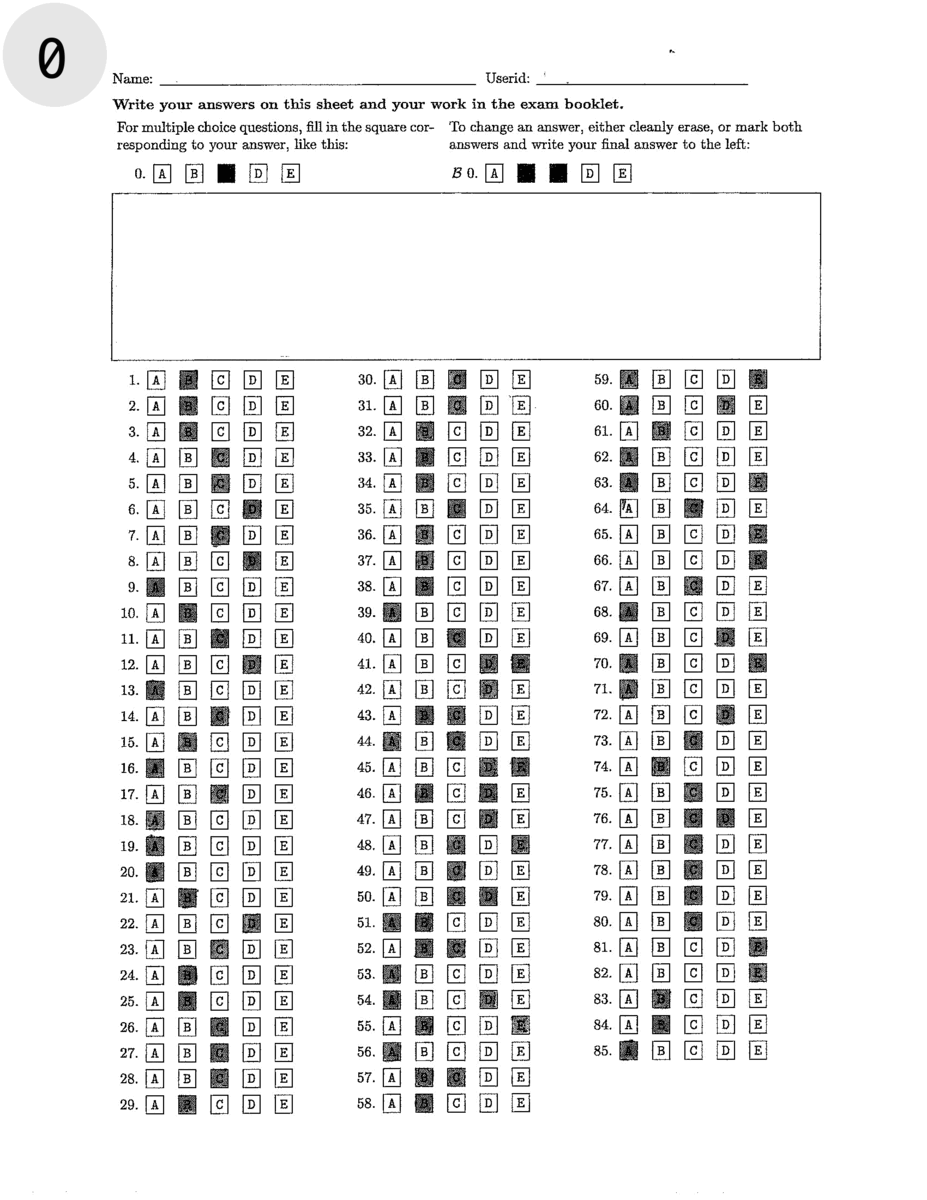 0
Name: Userid:
Write your answers on this sheet and your work in the exam booklet.
For multiple choice questions, fill in the square cor-
responding to your answer, like this:
0. A B D E
To change an answer, either cleanly erase, or mark both
answers and write your final answer to the left:
B 0. A D E
1. A B C D E
2. A B C D E
3. A B C D E
4. A B C D E
5. A B C D E
6. A B C D E
7. A B C D E
8. A B C D E
9. A B C D E
10. A B C D E
11. A B C D E
12. A B C D E
13. A B C D E
14. A B C D E
15. A B C D E
16. A B C D E
17. A B C D E
18. A B C D E
19. A B C D E
20. A B C D E
21. A B C D E
22. A B C D E
23. A B C D E
24. A B C D E
25. A B C D E
26. A B C D E
27. A B C D E
28. A B C D E
29. A B C D E
30. A B C D E
31. A B C D E
32. A B C D E
33. A B C D E
34. A B C D E
35. A B C D E
36. A B C D E
37. A B C D E
38. A B C D E
39. A B C D E
40. A B C D E
41. A B C D E
42. A B C D E
43. A B C D E
44. A B C D E
45. A B C D E
46. A B C D E
47. A B C D E
48. A B C D E
49. A B C D E
50. A B C D E
51. A B C D E
52. A B C D E
53. A B C D E
54. A B C D E
55. A B C D E
56. A B C D E
57. A B C D E
58. A B C D E
59. A B C D E
60. A B C D E
61. A B C D E
62. A B C D E
63. A B C D E
64. A B C D E
65. A B C D E
66. A B C D E
67. A B C D E
68. A B C D E
69. A B C D E
70. A B C D E
71. A B C D E
72. A B C D E
73. A B C D E
74. A B C D E
75. A B C D E
76. A B C D E
77. A B C D E
78. A B C D E
79. A B C D E
80. A B C D E
81. A B C D E
82. A B C D E
83. A B C D E
84. A B C D E
85. A B C D E